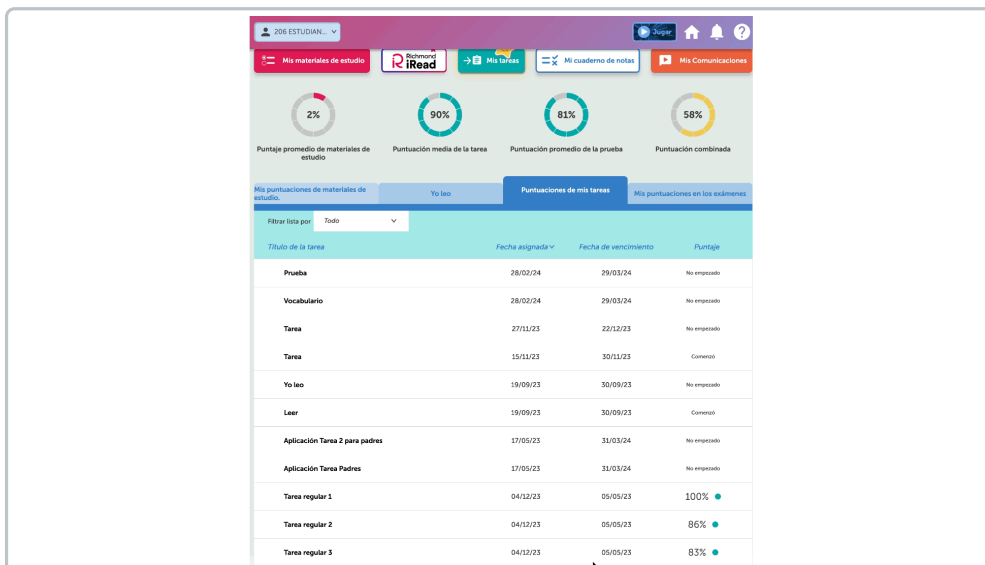 206 ESTUDIAN...
Jugar
?
Mis materiales de estudio
Richmond
iRead
Mis tareas
Mi cuaderno de notas
Mis Comunicaciones
2%
90%
81%
58%
Puntaje promedio de materiales de
estudio
Puntuación media de la tarea
Puntuación promedio de la prueba
Puntuación combinada
Mis puntuaciones de materiales de
estudio.
Yo leo
Puntuaciones de mis tareas
Mis puntuaciones en los exámenes
Filtrar lista por Todo
Título de la tarea Fecha asignada Fecha de vencimiento Puntaje
Prueba 28/02/24 29/03/24 No empezado
Vocabulario 28/02/24 29/03/24 No empezado
Tarea 27/11/23 22/12/23 No empezado
Tarea 15/11/23 30/11/23 Comenzó
Yo leo 19/09/23 30/09/23 No empezado
Leer 19/09/23 30/09/23 Comenzó
Aplicación Tarea 2 para padres 17/05/23 31/03/24 No empezado
Aplicación Tarea Padres 17/05/23 31/03/24 No empezado
Tarea regular 1 04/12/23 05/05/23 100%
Tarea regular 2 04/12/23 05/05/23 86%
Tarea regular 3 04/12/23 05/05/23 83%